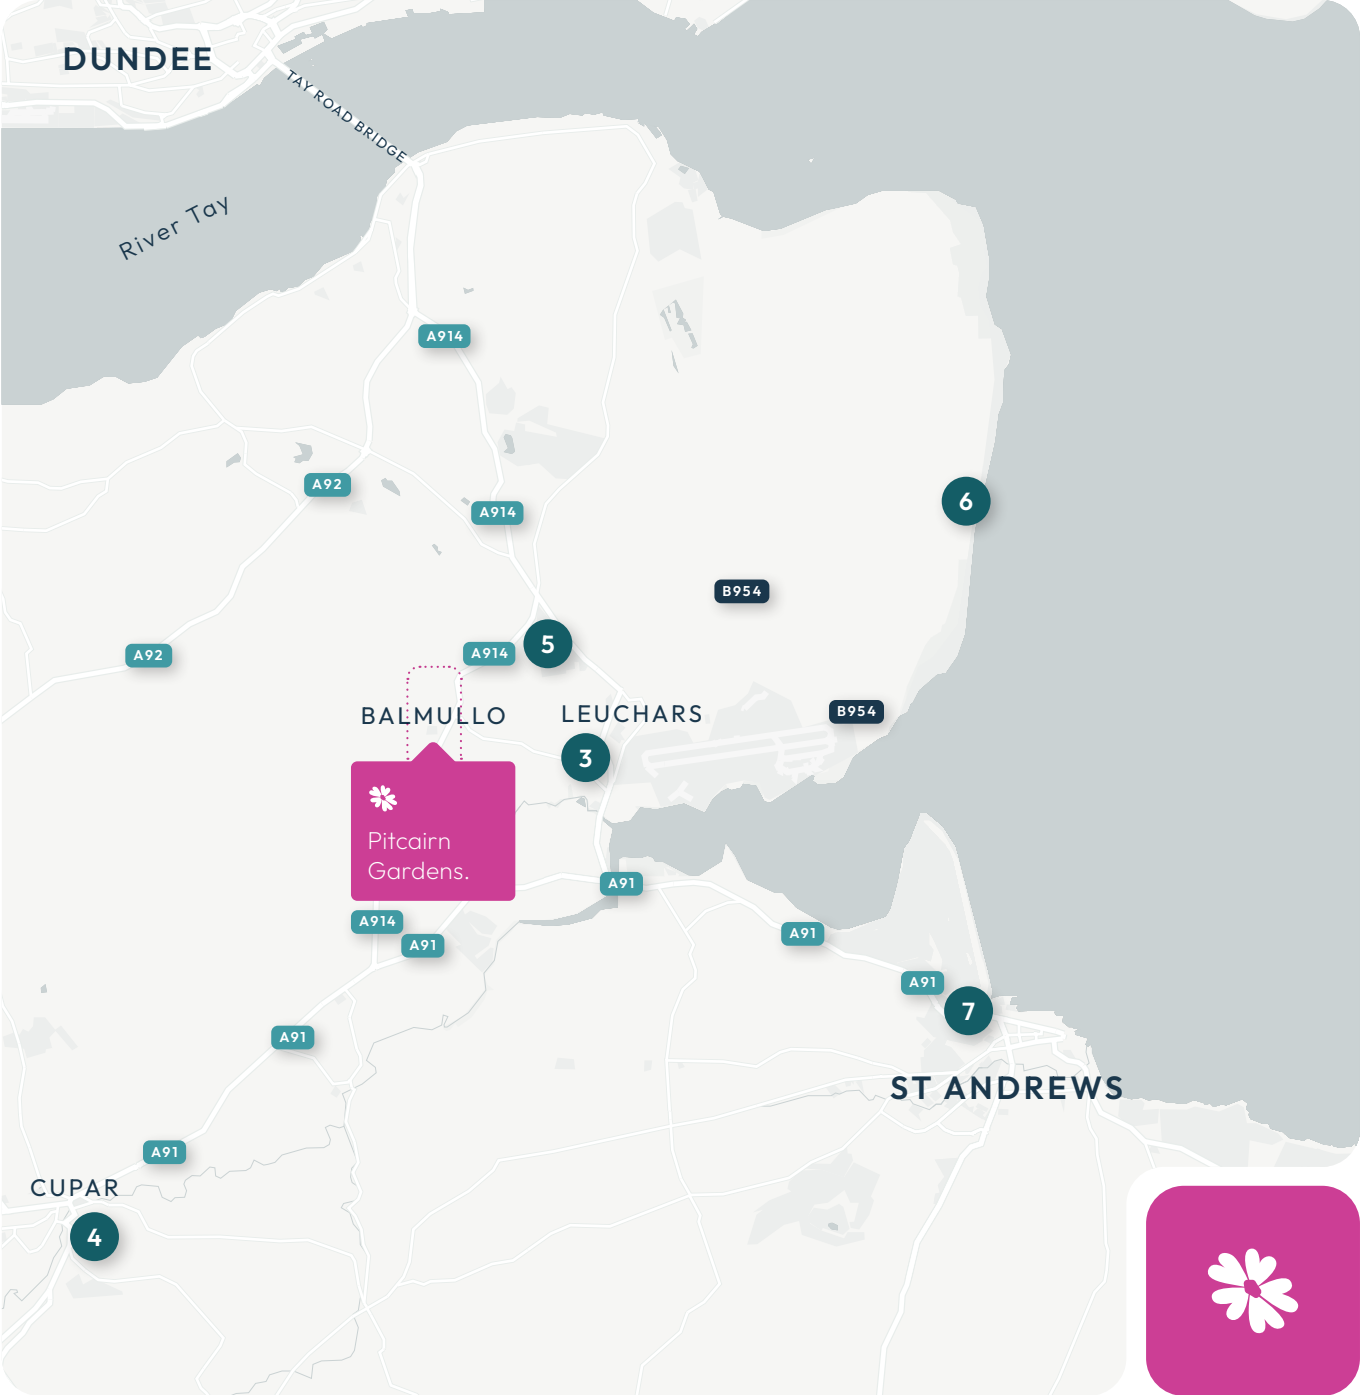 DUNDEE
TAY ROAD BRIDGE
River Tay
A914
A92
6
A914
B954
5
A92
A914
BALMULLO
LEUCHARS
B954
3
Pitcairn
Gardens.
A91
A914
A91
A91
A91
7
A91
ST ANDREWS
A91
CUPAR
4